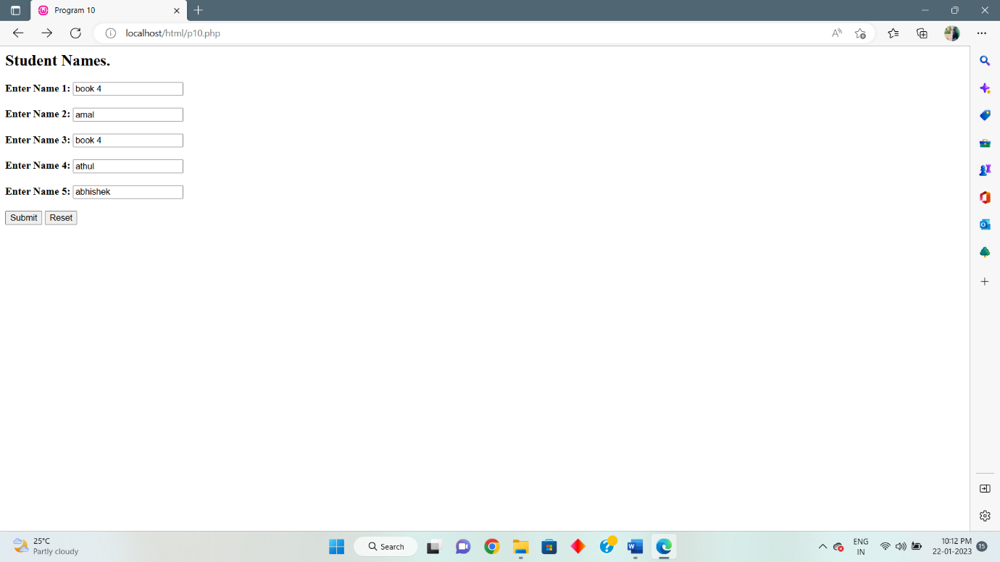 Program 10
localhost/html/p10.php
Student Names.
Enter Name 1: book 4
Enter Name 2: amal
Enter Name 3: book 4
Enter Name 4: athul
Enter Name 5: abhishek
Submit Reset
25°C
Partly cloudy
Search
ENG
IN
10:12 PM
22-01-2023
15